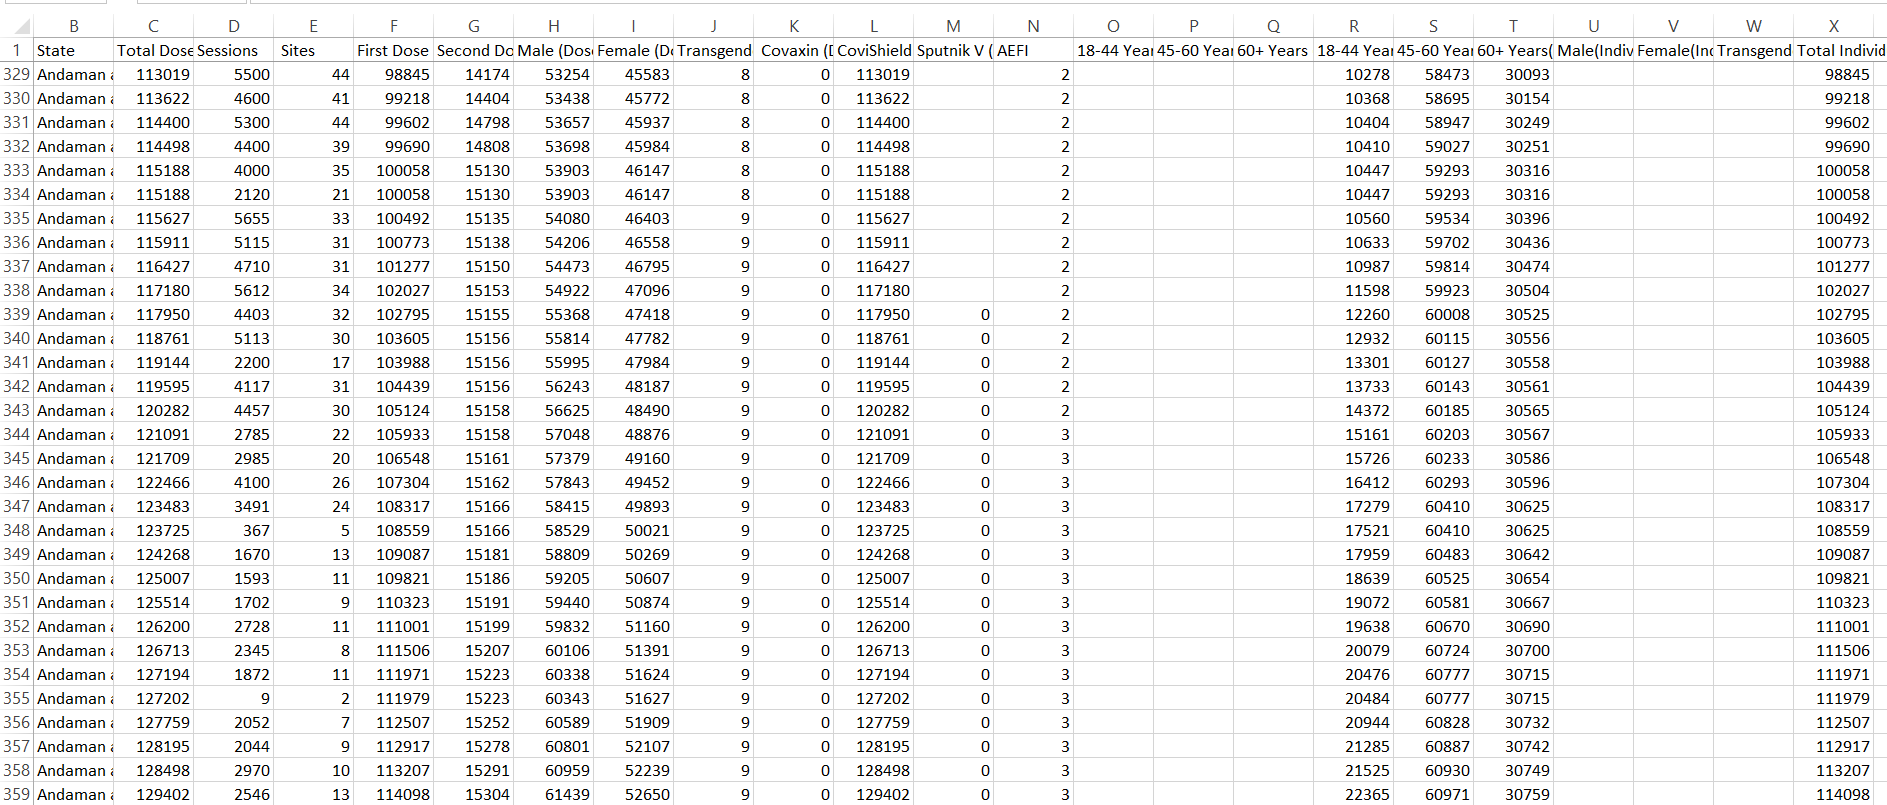 B C D E F G H I J K L M N O P Q R S T U V W X
1 State Total Dose Sessions Sites First Dose Second Do Male (Dos Female (Do Transgend Covaxin (D CoviShield Sputnik V ( AEFI 18-44 Year 45-60 Year 60+ Years 18-44 Year 45-60 Year 60+ Years( Male(Indiv Female(Ind Transgend Total Individ
329 Andaman a 113019 5500 44 98845 14174 53254 45583 8 0 113019 2 10278 58473 30093 98845
330 Andaman a 113622 4600 41 99218 14404 53438 45772 8 0 113622 2 10368 58695 30154 99218
331 Andaman a 114400 5300 44 99602 14798 53657 45937 8 0 114400 2 10404 58947 30249 99602
332 Andaman a 114498 4400 39 99690 14808 53698 45984 8 0 114498 2 10410 59027 30251 99690
333 Andaman a 115188 4000 35 100058 15130 53903 46147 8 0 115188 2 10447 59293 30316 100058
334 Andaman a 115188 2120 21 100058 15130 53903 46147 8 0 115188 2 10447 59293 30316 100058
335 Andaman a 115627 5655 33 100492 15135 54080 46403 9 0 115627 2 10560 59534 30396 100492
336 Andaman a 115911 5115 31 100773 15138 54206 46558 9 0 115911 2 10633 59702 30436 100773
337 Andaman a 116427 4710 31 101277 15150 54473 46795 9 0 116427 2 10987 59814 30474 101277
338 Andaman a 117180 5612 34 102027 15153 54922 47096 9 0 117180 2 11598 59923 30504 102027
339 Andaman a 117950 4403 32 102795 15155 55368 47418 9 0 117950 0 2 12260 60008 30525 102795
340 Andaman a 118761 5113 30 103605 15156 55814 47782 9 0 118761 0 2 12932 60115 30556 103605
341 Andaman a 119144 2200 17 103988 15156 55995 47984 9 0 119144 0 2 13301 60127 30558 103988
342 Andaman a 119595 4117 31 104439 15156 56243 48187 9 0 119595 0 2 13733 60143 30561 104439
343 Andaman a 120282 4457 30 105124 15158 56625 48490 9 0 120282 0 2 14372 60185 30565 105124
344 Andaman a 121091 2785 22 105933 15158 57048 48876 9 0 121091 0 3 15161 60203 30567 105933
345 Andaman a 121709 2985 20 106548 15161 57379 49160 9 0 121709 0 3 15726 60233 30586 106548
346 Andaman a 122466 4100 26 107304 15162 57843 49452 9 0 122466 0 3 16412 60293 30596 107304
347 Andaman a 123483 3491 24 108317 15166 58415 49893 9 0 123483 0 3 17279 60410 30625 108317
348 Andaman a 123725 367 5 108559 15166 58529 50021 9 0 123725 0 3 17521 60410 30625 108559
349 Andaman a 124268 1670 13 109087 15181 58809 50269 9 0 124268 0 3 17959 60483 30642 109087
350 Andaman a 125007 1593 11 109821 15186 59205 50607 9 0 125007 0 3 18639 60525 30654 109821
351 Andaman a 125514 1702 9 110323 15191 59440 50874 9 0 125514 0 3 19072 60581 30667 110323
352 Andaman a 126200 2728 11 111001 15199 59832 51160 9 0 126200 0 3 19638 60670 30690 111001
353 Andaman a 126713 2345 8 111506 15207 60106 51391 9 0 126713 0 3 20079 60724 30700 111506
354 Andaman a 127194 1872 11 111971 15223 60338 51624 9 0 127194 0 3 20476 60777 30715 111971
355 Andaman a 127202 9 2 111979 15223 60343 51627 9 0 127202 0 3 20484 60777 30715 111979
356 Andaman a 127759 2052 7 112507 15252 60589 51909 9 0 127759 0 3 20944 60828 30732 112507
357 Andaman a 128195 2044 9 112917 15278 60801 52107 9 0 128195 0 3 21285 60887 30742 112917
358 Andaman a 128498 2970 10 113207 15291 60959 52239 9 0 128498 0 3 21525 60930 30749 113207
359 Andaman a 129402 2546 13 114098 15304 61439 52650 9 0 129402 0 3 22365 60971 30759 114098